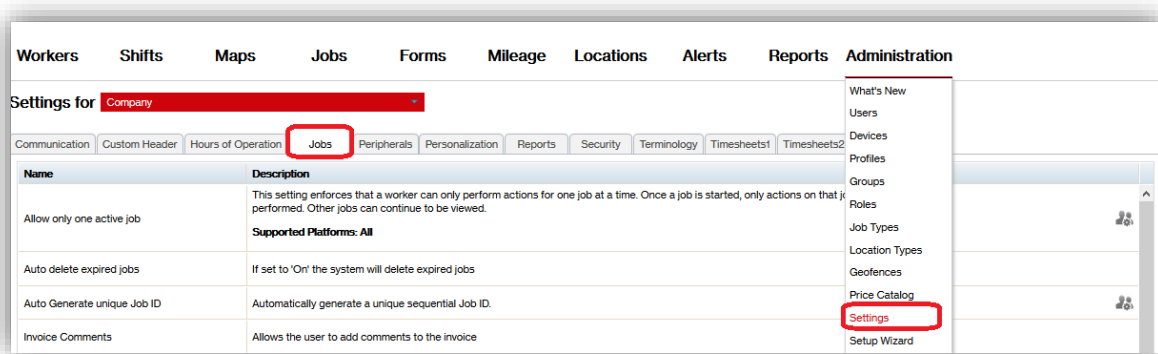 Workers Shifts Maps Jobs Forms Mileage Locations Alerts Reports Administration
Settings for Company
Communication Custom Header Hours of Operation Jobs Peripherals Personalization Reports Security Terminology Timesheets1 Timesheets2
Name Description
Allow only one active job
This setting enforces that a worker can only perform actions for one job at a time. Once a job is started, only actions on that
performed. Other jobs can continue to be viewed.
Supported Platforms: All
Auto delete expired jobs If set to 'On' the system will delete expired jobs
Auto Generate unique Job ID Automatically generate a unique sequential Job ID.
Invoice Comments Allows the user to add comments to the invoice
What's New
Users
Devices
Profiles
Groups
Roles
Job Types
Location Types
Geofences
Price Catalog
Settings
Setup Wizard